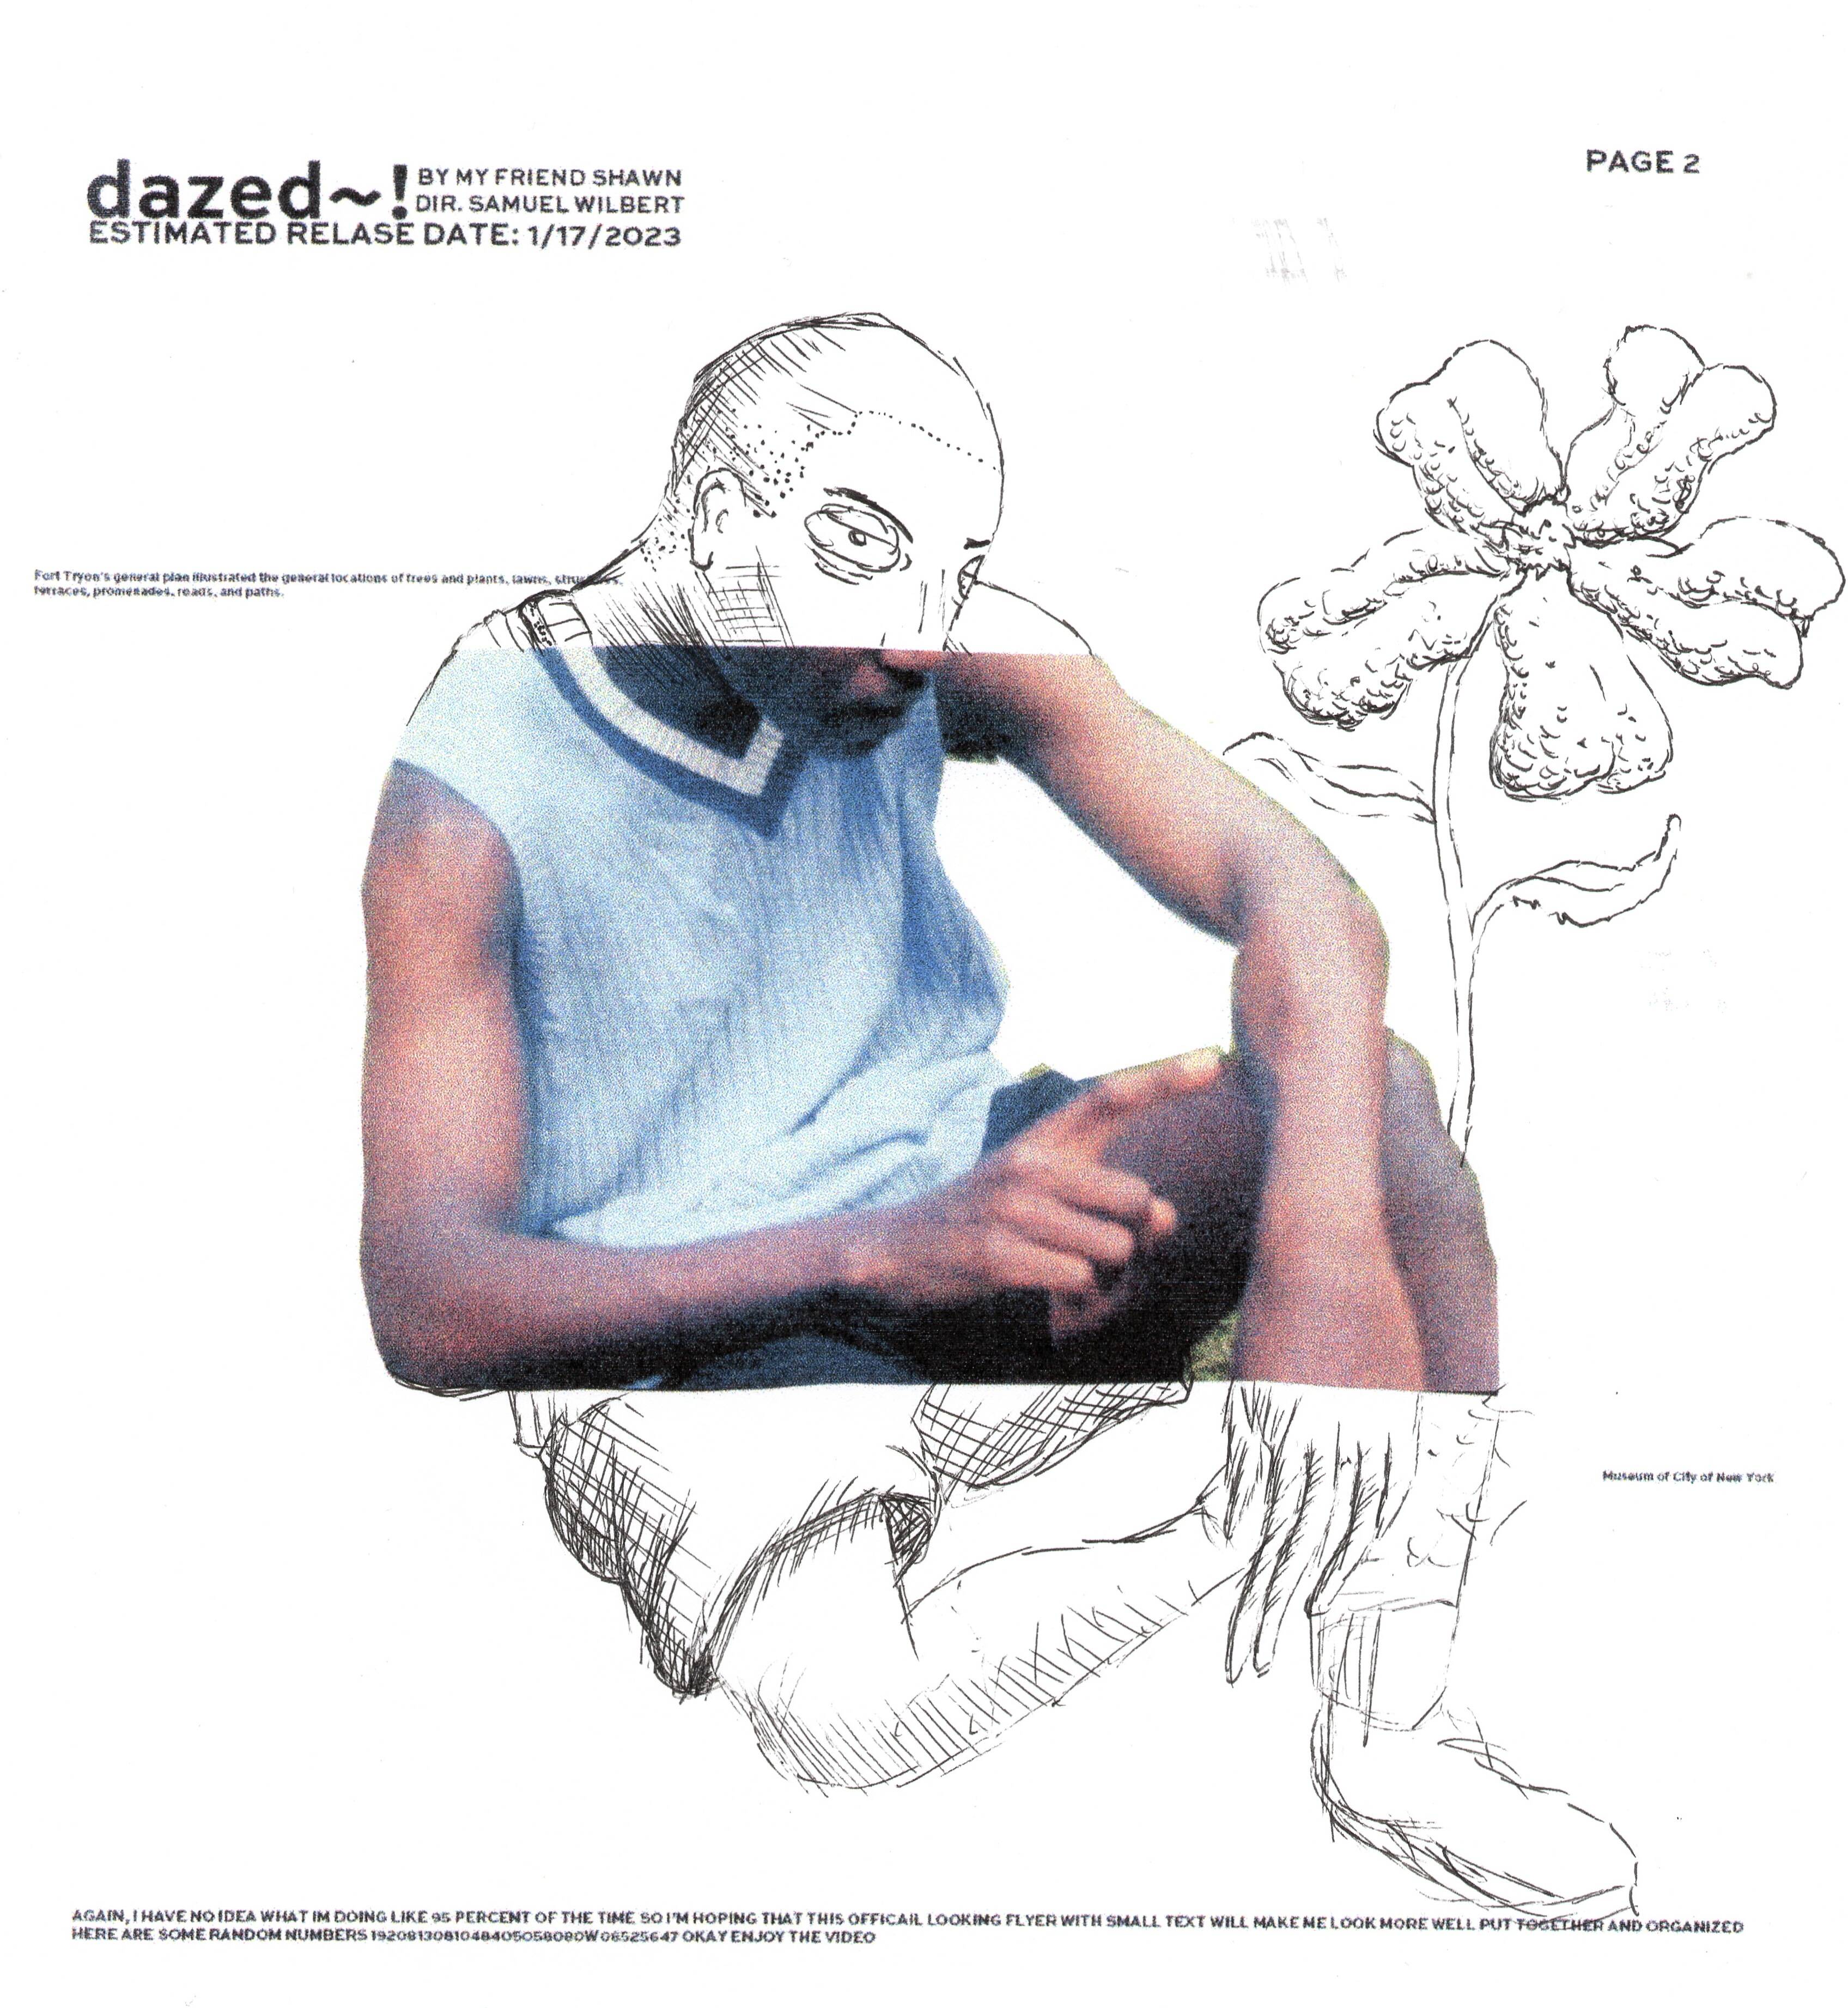 dazed~! BY MY FRIEND SHAWN
DIR. SAMUEL WILBERT
ESTIMATED RELASE DATE: 1/17/2023
PAGE 2
Fort Tryon's general plan illustrated the general locations of trees and plants, lawns,
terraces, promenades, roads, and paths.
Museum of City of New York
AGAIN, I HAVE NO IDEA WHAT IM DOING LIKE 95 PERCENT OF THE TIME SO I'M HOPING THAT THIS OFFICAIL LOOKING FLYER WITH SMALL TEXT WILL MAKE ME LOOK MORE WELL PUT TOGETHER AND ORGANIZED
HERE ARE SOME RANDOM NUMBERS OKAY ENJOY THE VIDEO